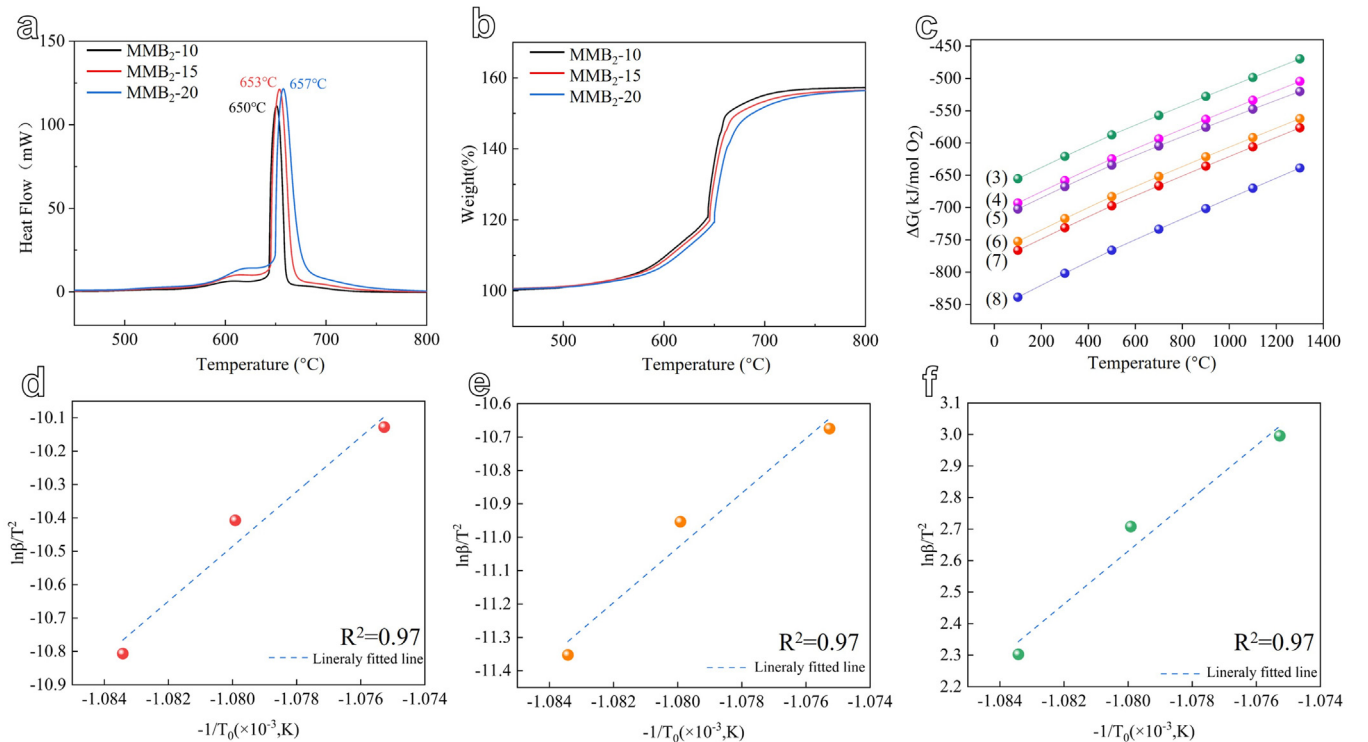 a
150
100
50
0
Heat Flow（mW）
MMB₂-10
MMB₂-15
MMB₂-20
653℃
657℃
650℃
500
600
700
800
Temperature (°C)
b
160
140
120
100
Weight(%)
MMB₂-10
MMB₂-15
MMB₂-20
500
600
700
800
Temperature (°C)
c
-450
-500
-550
-600
-650
-700
-750
-800
-850
ΔG( kJ/mol O₂)
(3)
(4)
(5)
(6)
(7)
(8)
0 200 400 600 800 1000 1200 1400
Temperature (°C)
d
-10.1
-10.2
-10.3
-10.4
-10.5
-10.6
-10.7
-10.8
-10.9
lnβ/T²
R²=0.97
Lineraly fitted line
-1.084 -1.082 -1.080 -1.078 -1.076 -1.074
-1/T₀(×10⁻³,K)
e
-10.6
-10.7
-10.8
-10.9
-11.0
-11.1
-11.2
-11.3
-11.4
lnβ/T²
R²=0.97
Lineraly fitted line
-1.084 -1.082 -1.080 -1.078 -1.076 -1.074
-1/T₀(×10⁻³,K)
f
3.1
3.0
2.9
2.8
2.7
2.6
2.5
2.4
2.3
2.2
lnβ/T²
R²=0.97
Lineraly fitted line
-1.084 -1.082 -1.080 -1.078 -1.076 -1.074
-1/T₀(×10⁻³,K)